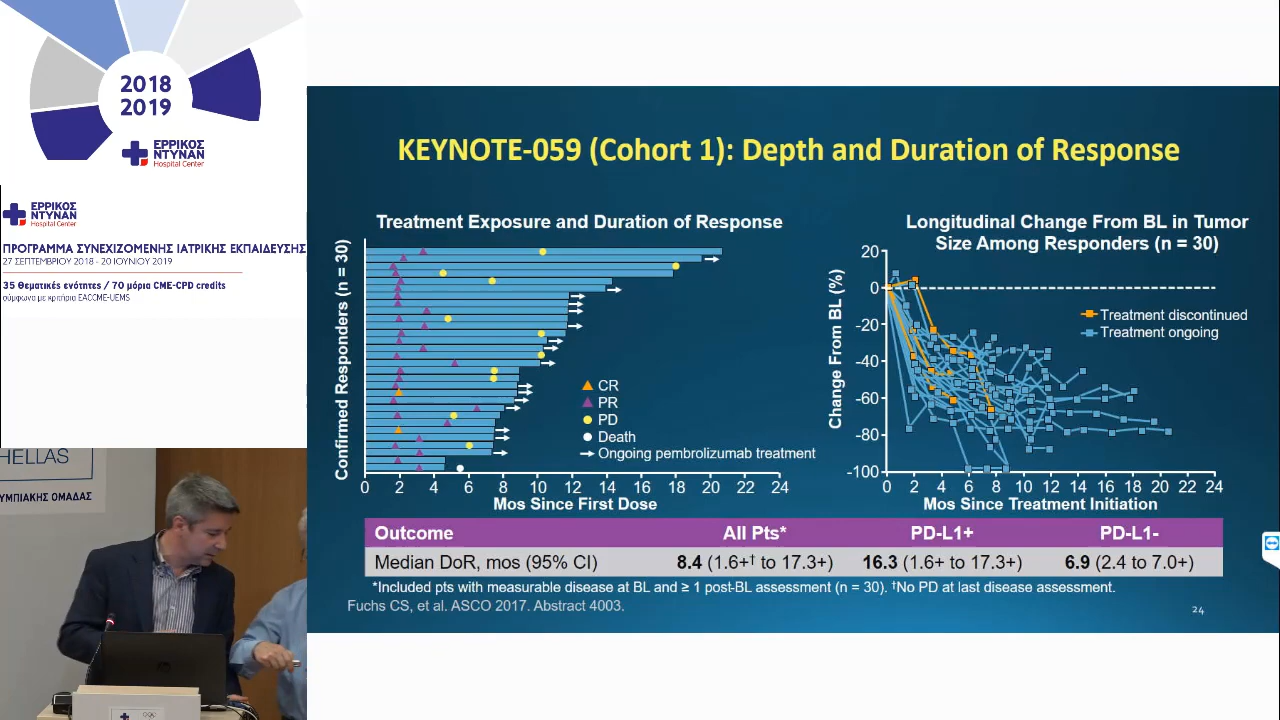 2018
2019
ΕΡΡΙΚΟΣ
ΝΤΥΝΑΝ
Hospital Center
ΕΡΡΙΚΟΣ
ΝΤΥΝΑΝ
Hospital Center
ΠΡΟΓΡΑΜΜΑ ΣΥΝΕΧΙΖΟΜΕΝΗΣ ΙΑΤΡΙΚΗΣ ΕΚΠΑΙΔΕΥΣΗΣ
27 ΣΕΠΤΕΜΒΡΙΟΥ 2018 - 20 ΙΟΥΝΙΟΥ 2019
35 θεματικές ενότητες / 70 μόρια CME-CPD credits
σύμφωνα με κριτήρια EACCME-UEMS
HELLAS
ΥΜΠΙΑΚΗΣ ΟΜΑΔΑΣ
KEYNOTE-059 (Cohort 1): Depth and Duration of Response
Treatment Exposure and Duration of Response
Confirmed Responders (n = 30)
CR
PR
PD
Death
Ongoing pembrolizumab treatment
0 2 4 6 8 10 12 14 16 18 20 22 24
Mos Since First Dose
Longitudinal Change From BL in Tumor
Size Among Responders (n = 30)
Change From BL (%)
20
0
-20
-40
-60
-80
-100
Treatment discontinued
Treatment ongoing
0 2 4 6 8 10 12 14 16 18 20 22 24
Mos Since Treatment Initiation
Outcome All Pts* PD-L1+ PD-L1-
Median DoR, mos (95% CI) 8.4 (1.6+† to 17.3+) 16.3 (1.6+ to 17.3+) 6.9 (2.4 to 7.0+)
*Included pts with measurable disease at BL and ≥ 1 post-BL assessment (n = 30). †No PD at last disease assessment.
Fuchs CS, et al. ASCO 2017. Abstract 4003.
24